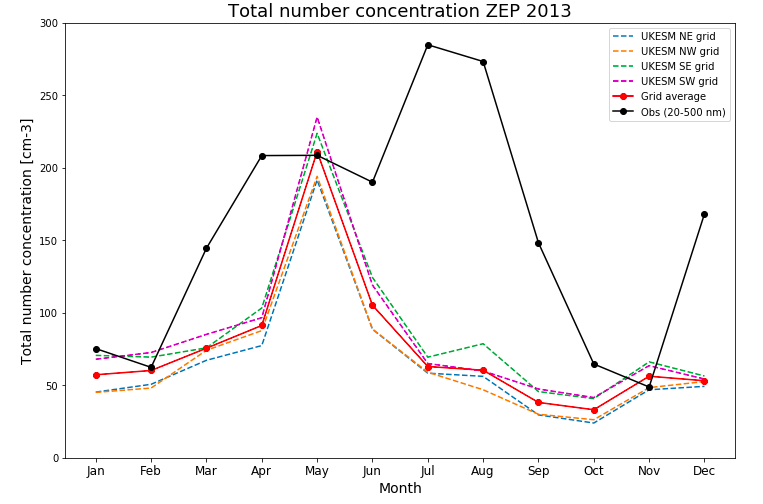 Total number concentration ZEP 2013
Total number concentration [cm-3]
300
250
200
150
100
50
0
UKESM NE grid
UKESM NW grid
UKESM SE grid
UKESM SW grid
Grid average
Obs (20-500 nm)
Jan Feb Mar Apr May Jun Jul Aug Sep Oct Nov Dec
Month